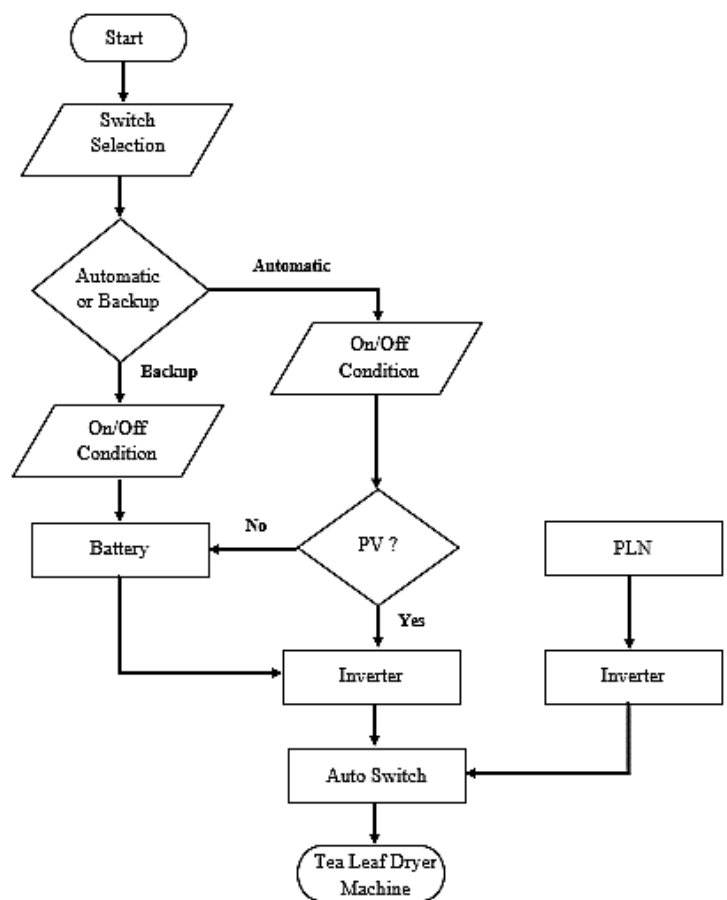 Start
Switch
Selection
Automatic
or Backup
Automatic
Backup
On/Off
Condition
On/Off
Condition
Battery
No
PV ?
Yes
PLN
Inverter
Inverter
Auto Switch
Tea Leaf Dryer
Machine